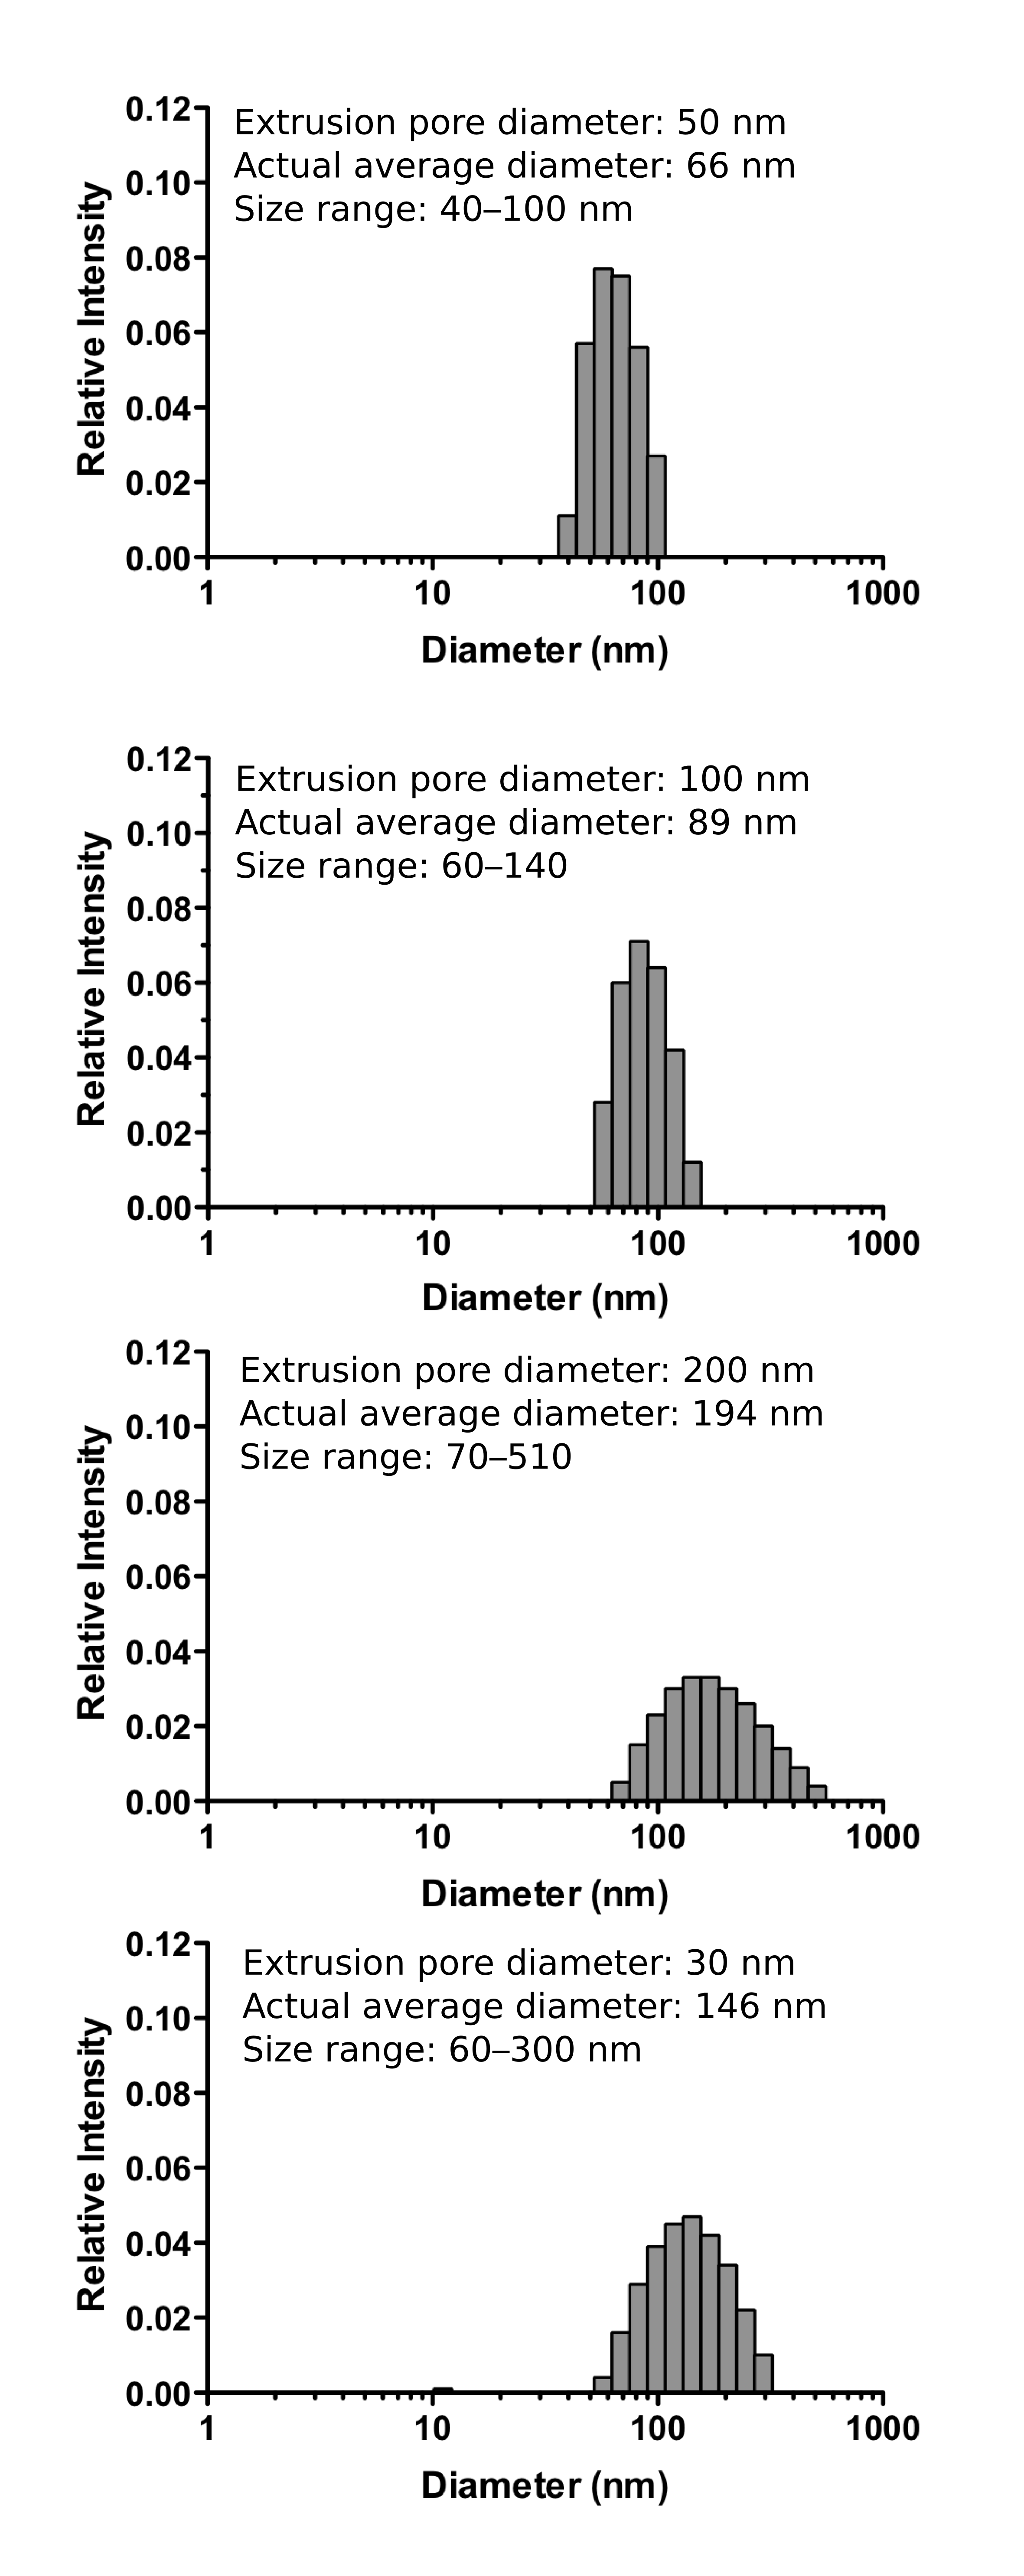 Extrusion pore diameter: 50 nm
Actual average diameter: 66 nm
Size range: 40–100 nm
Relative Intensity
0.12
0.10
0.08
0.06
0.04
0.02
0.00
1 10 100 1000
Diameter (nm)
Extrusion pore diameter: 100 nm
Actual average diameter: 89 nm
Size range: 60–140
Relative Intensity
0.12
0.10
0.08
0.06
0.04
0.02
0.00
1 10 100 1000
Diameter (nm)
Extrusion pore diameter: 200 nm
Actual average diameter: 194 nm
Size range: 70–510
Relative Intensity
0.12
0.10
0.08
0.06
0.04
0.02
0.00
1 10 100 1000
Diameter (nm)
Extrusion pore diameter: 30 nm
Actual average diameter: 146 nm
Size range: 60–300 nm
Relative Intensity
0.12
0.10
0.08
0.06
0.04
0.02
0.00
1 10 100 1000
Diameter (nm)